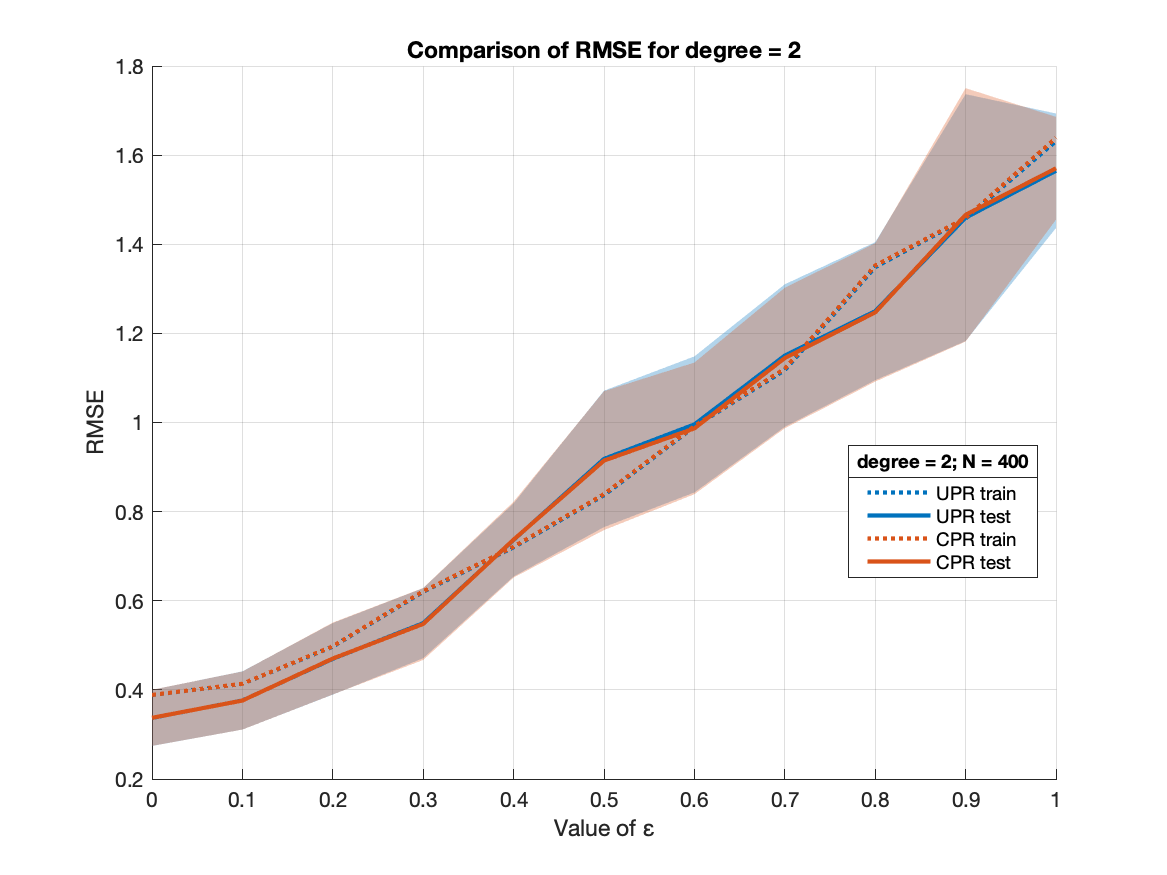 Comparison of RMSE for degree = 2
1.8
1.6
1.4
1.2
1
0.8
0.6
0.4
0.2
RMSE
degree = 2; N = 400
UPR train
UPR test
CPR train
CPR test
0 0.1 0.2 0.3 0.4 0.5 0.6 0.7 0.8 0.9 1
Value of ε